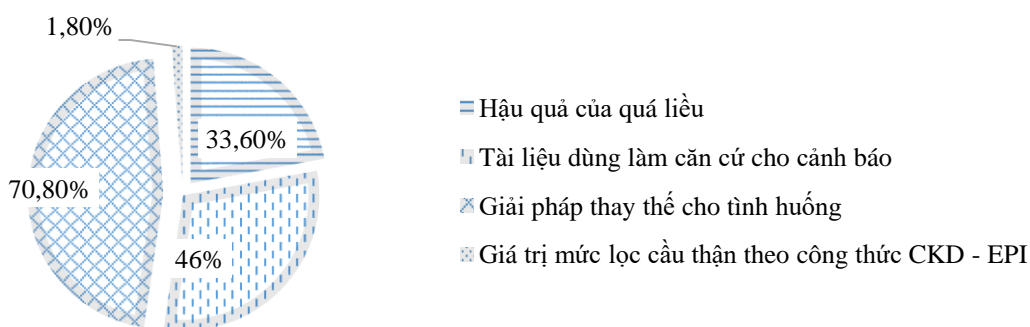 1,80%
33,60%
70,80%
46%
Hậu quả của quá liều
Tài liệu dùng làm căn cứ cho cảnh báo
Giải pháp thay thế cho tình huống
Giá trị mức lọc cầu thận theo công thức CKD - EPI